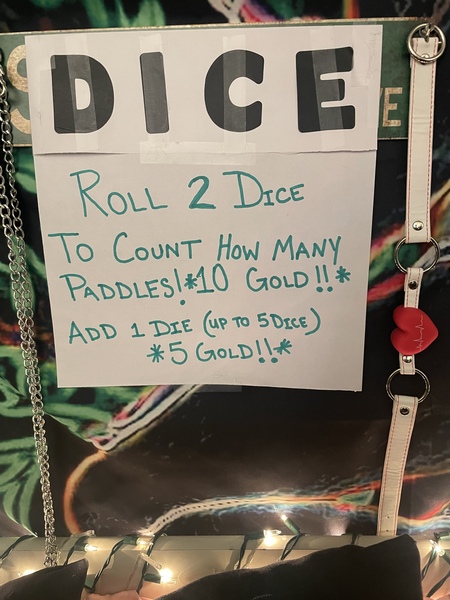 DICE
ROLL 2 DICE
TO COUNT HOW MANY
PADDLES!*10 GOLD!!*
ADD 1 DIE (UP TO 5 DICE)
*5 GOLD!!*